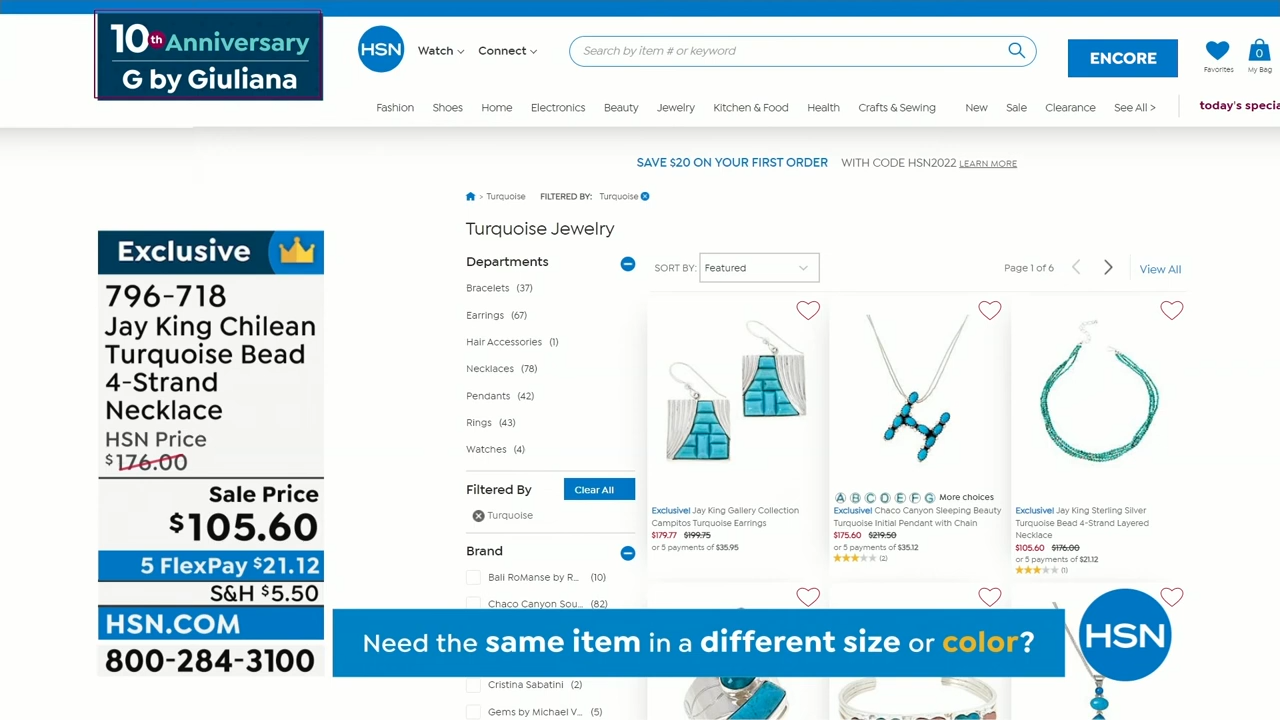 10th Anniversary
G by Giuliana
HSN
Watch
Connect
Search by item # or keyword
ENCORE
Favorites
0
My Bag
Fashion
Shoes
Home
Electronics
Beauty
Jewelry
Kitchen & Food
Health
Crafts & Sewing
New
Sale
Clearance
See All >
today's specia
SAVE $20 ON YOUR FIRST ORDER WITH CODE HSN2022 LEARN MORE
> Turquoise FILTERED BY: Turquoise
Turquoise Jewelry
Departments
Bracelets (37)
Earrings (67)
Hair Accessories (1)
Necklaces (78)
Pendants (42)
Rings (43)
Watches (4)
Filtered By
Clear All
Turquoise
Brand
Bali RoManse by R... (10)
Chaco Canyon Sou... (82)
Cristina Sabatini (2)
Gems by Michael V... (5)
SORT BY: Featured
Page 1 of 6
View All
Exclusive! Jay King Gallery Collection
Campitos Turquoise Earrings
$179.77 $199.75
or 5 payments of $35.95
A B C D E F G More choices
Exclusive! Chaco Canyon Sleeping Beauty
Turquoise Initial Pendant with Chain
$175.60 $219.50
or 5 payments of $35.12
(2)
Exclusive! Jay King Sterling Silver
Turquoise Bead 4-Strand Layered
Necklace
$105.60 $176.00
or 5 payments of $21.12
(1)
Exclusive
796-718
Jay King Chilean
Turquoise Bead
4-Strand
Necklace
HSN Price
$176.00
Sale Price
$105.60
5 FlexPay $21.12
S&H $5.50
HSN.COM
800-284-3100
Need the same item in a different size or color?
HSN